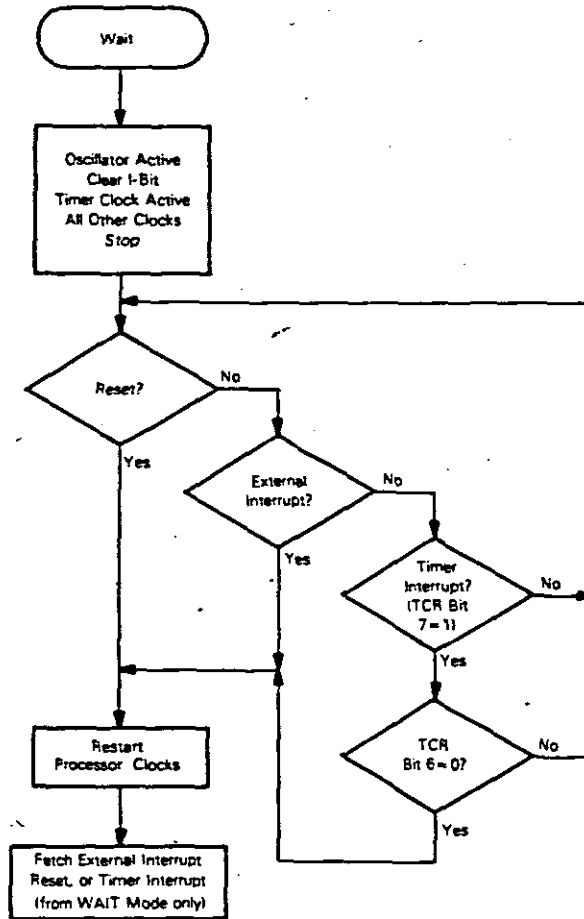 Wait
Oscillator Active
Clear I-Bit
Timer Clock Active
All Other Clocks
Stop
Reset?
No
Yes
External
Interrupt?
No
Yes
Timer
Interrupt?
(TCR Bit
7=1)
No
Yes
TCR
Bit 6=0?
No
Yes
Restart
Processor Clocks
Fetch External Interrupt
Reset, or Timer Interrupt
(from WAIT Mode only)